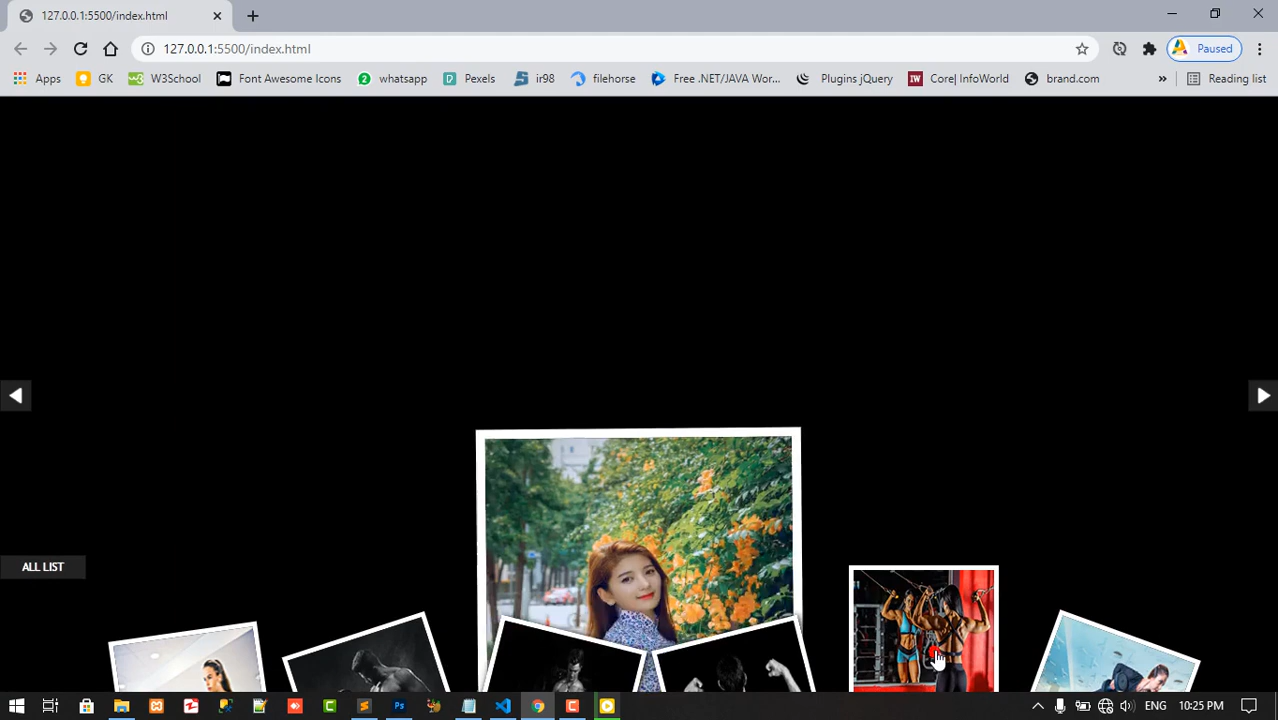 127.0.0.1:5500/index.html
127.0.0.1:5500/index.html
Paused
Apps GK W3School Font Awesome Icons whatsapp Pexels ir98 filehorse Free .NET/JAVA Wor... Plugins jQuery Core| InfoWorld brand.com » Reading list
ALL LIST
ENG 10:25 PM